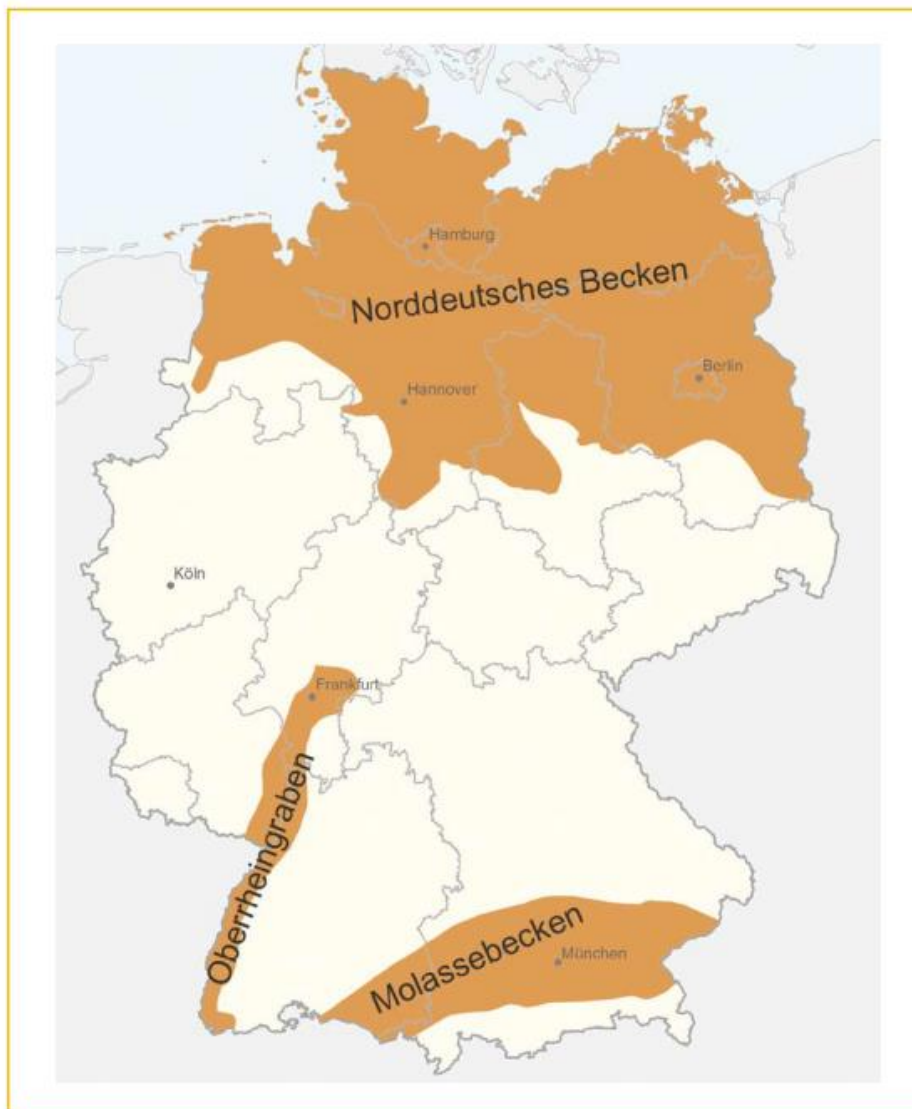 Hamburg
Norddeutsches Becken
Berlin
Hannover
Köln
Frankfurt
Oberrheingraben
Molassebecken
München